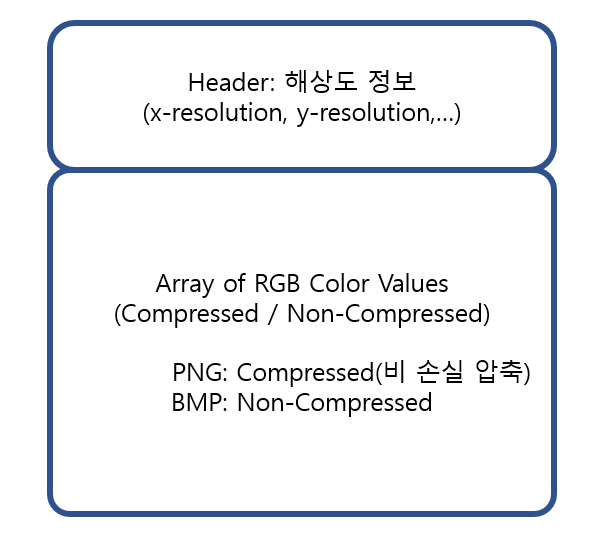 Header: 해상도 정보
(x-resolution, y-resolution,...)
Array of RGB Color Values
(Compressed / Non-Compressed)
PNG: Compressed(비 손실 압축)
BMP: Non-Compressed